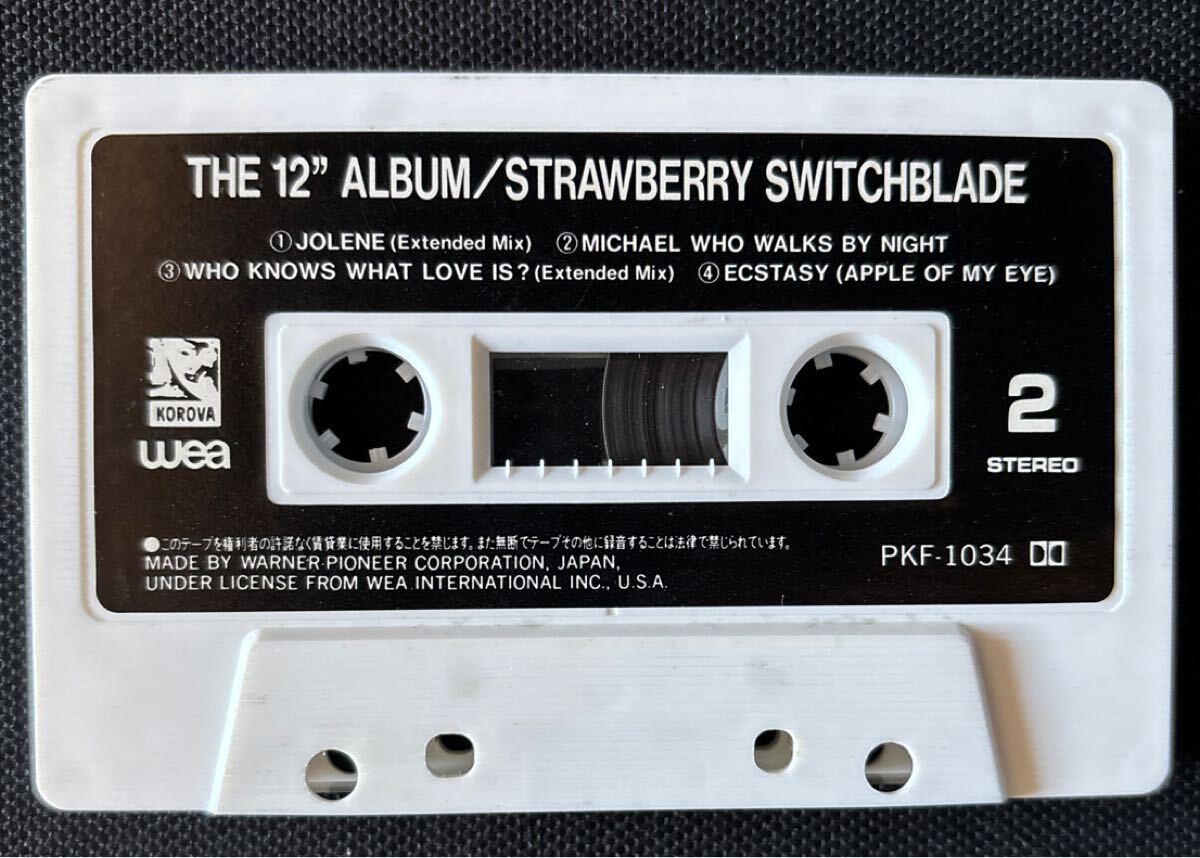 THE 12” ALBUM/STRAWBERRY SWITCHBLADE
①JOLENE (Extended Mix) ②MICHAEL WHO WALKS BY NIGHT
③WHO KNOWS WHAT LOVE IS? (Extended Mix) ④ECSTASY (APPLE OF MY EYE)
KOROVA
wea
2
STEREO
●このテープを権利者の許諾なく賃貸業に使用することを禁じます。また無断でテープその他に録音することは法律で禁じられています。
MADE BY WARNER-PIONEER CORPORATION, JAPAN,
UNDER LICENSE FROM WEA INTERNATIONAL INC., U.S.A.
PKF-1034